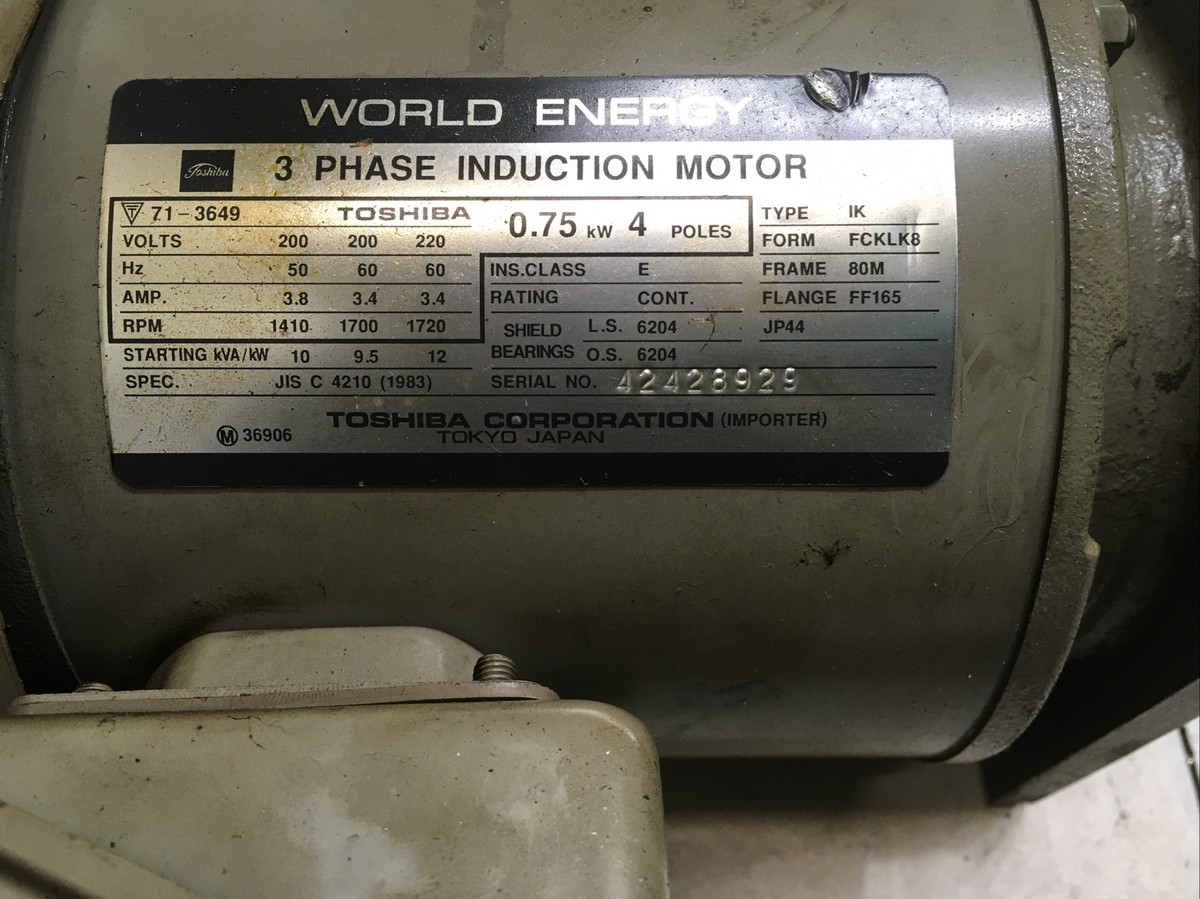 WORLD ENERGY
Toshiba 3 PHASE INDUCTION MOTOR
T 71-3649 TOSHIBA
VOLTS 200 200 220
Hz 50 60 60
AMP. 3.8 3.4 3.4
RPM 1410 1700 1720
STARTING kVA/kW 10 9.5 12
SPEC. JIS C 4210 (1983)
0.75 kW 4 POLES
INS.CLASS E
RATING CONT.
SHIELD BEARINGS L.S. 6204
O.S. 6204
SERIAL NO. 42428929
TYPE IK
FORM FCKLK8
FRAME 80M
FLANGE FF165
JP44
TOSHIBA CORPORATION (IMPORTER)
M 36906 TOKYO JAPAN